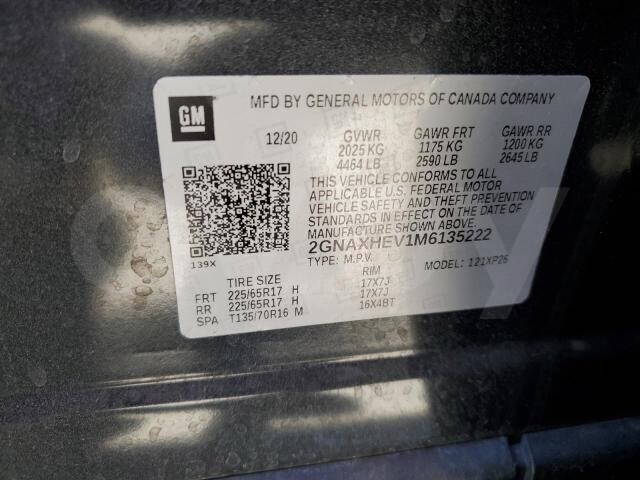 GM
MFD BY GENERAL MOTORS OF CANADA COMPANY
12/20 GVWR GAWR FRT GAWR RR
2025 KG 1175 KG 1200 KG
4464 LB 2590 LB 2645 LB
THIS VEHICLE CONFORMS TO ALL
APPLICABLE U.S. FEDERAL MOTOR
VEHICLE SAFETY AND THEFT PREVENTION
STANDARDS IN EFFECT ON THE DATE OF
MANUFACTURE SHOWN ABOVE.
2GNAXHEV1M6135222
139X
TYPE: M.P.V. MODEL: 121XP26
TIRE SIZE RIM
FRT 225/65R17 H 17X7J
RR 225/65R17 H 17X7J
SPA T135/70R16 M 16X4BT